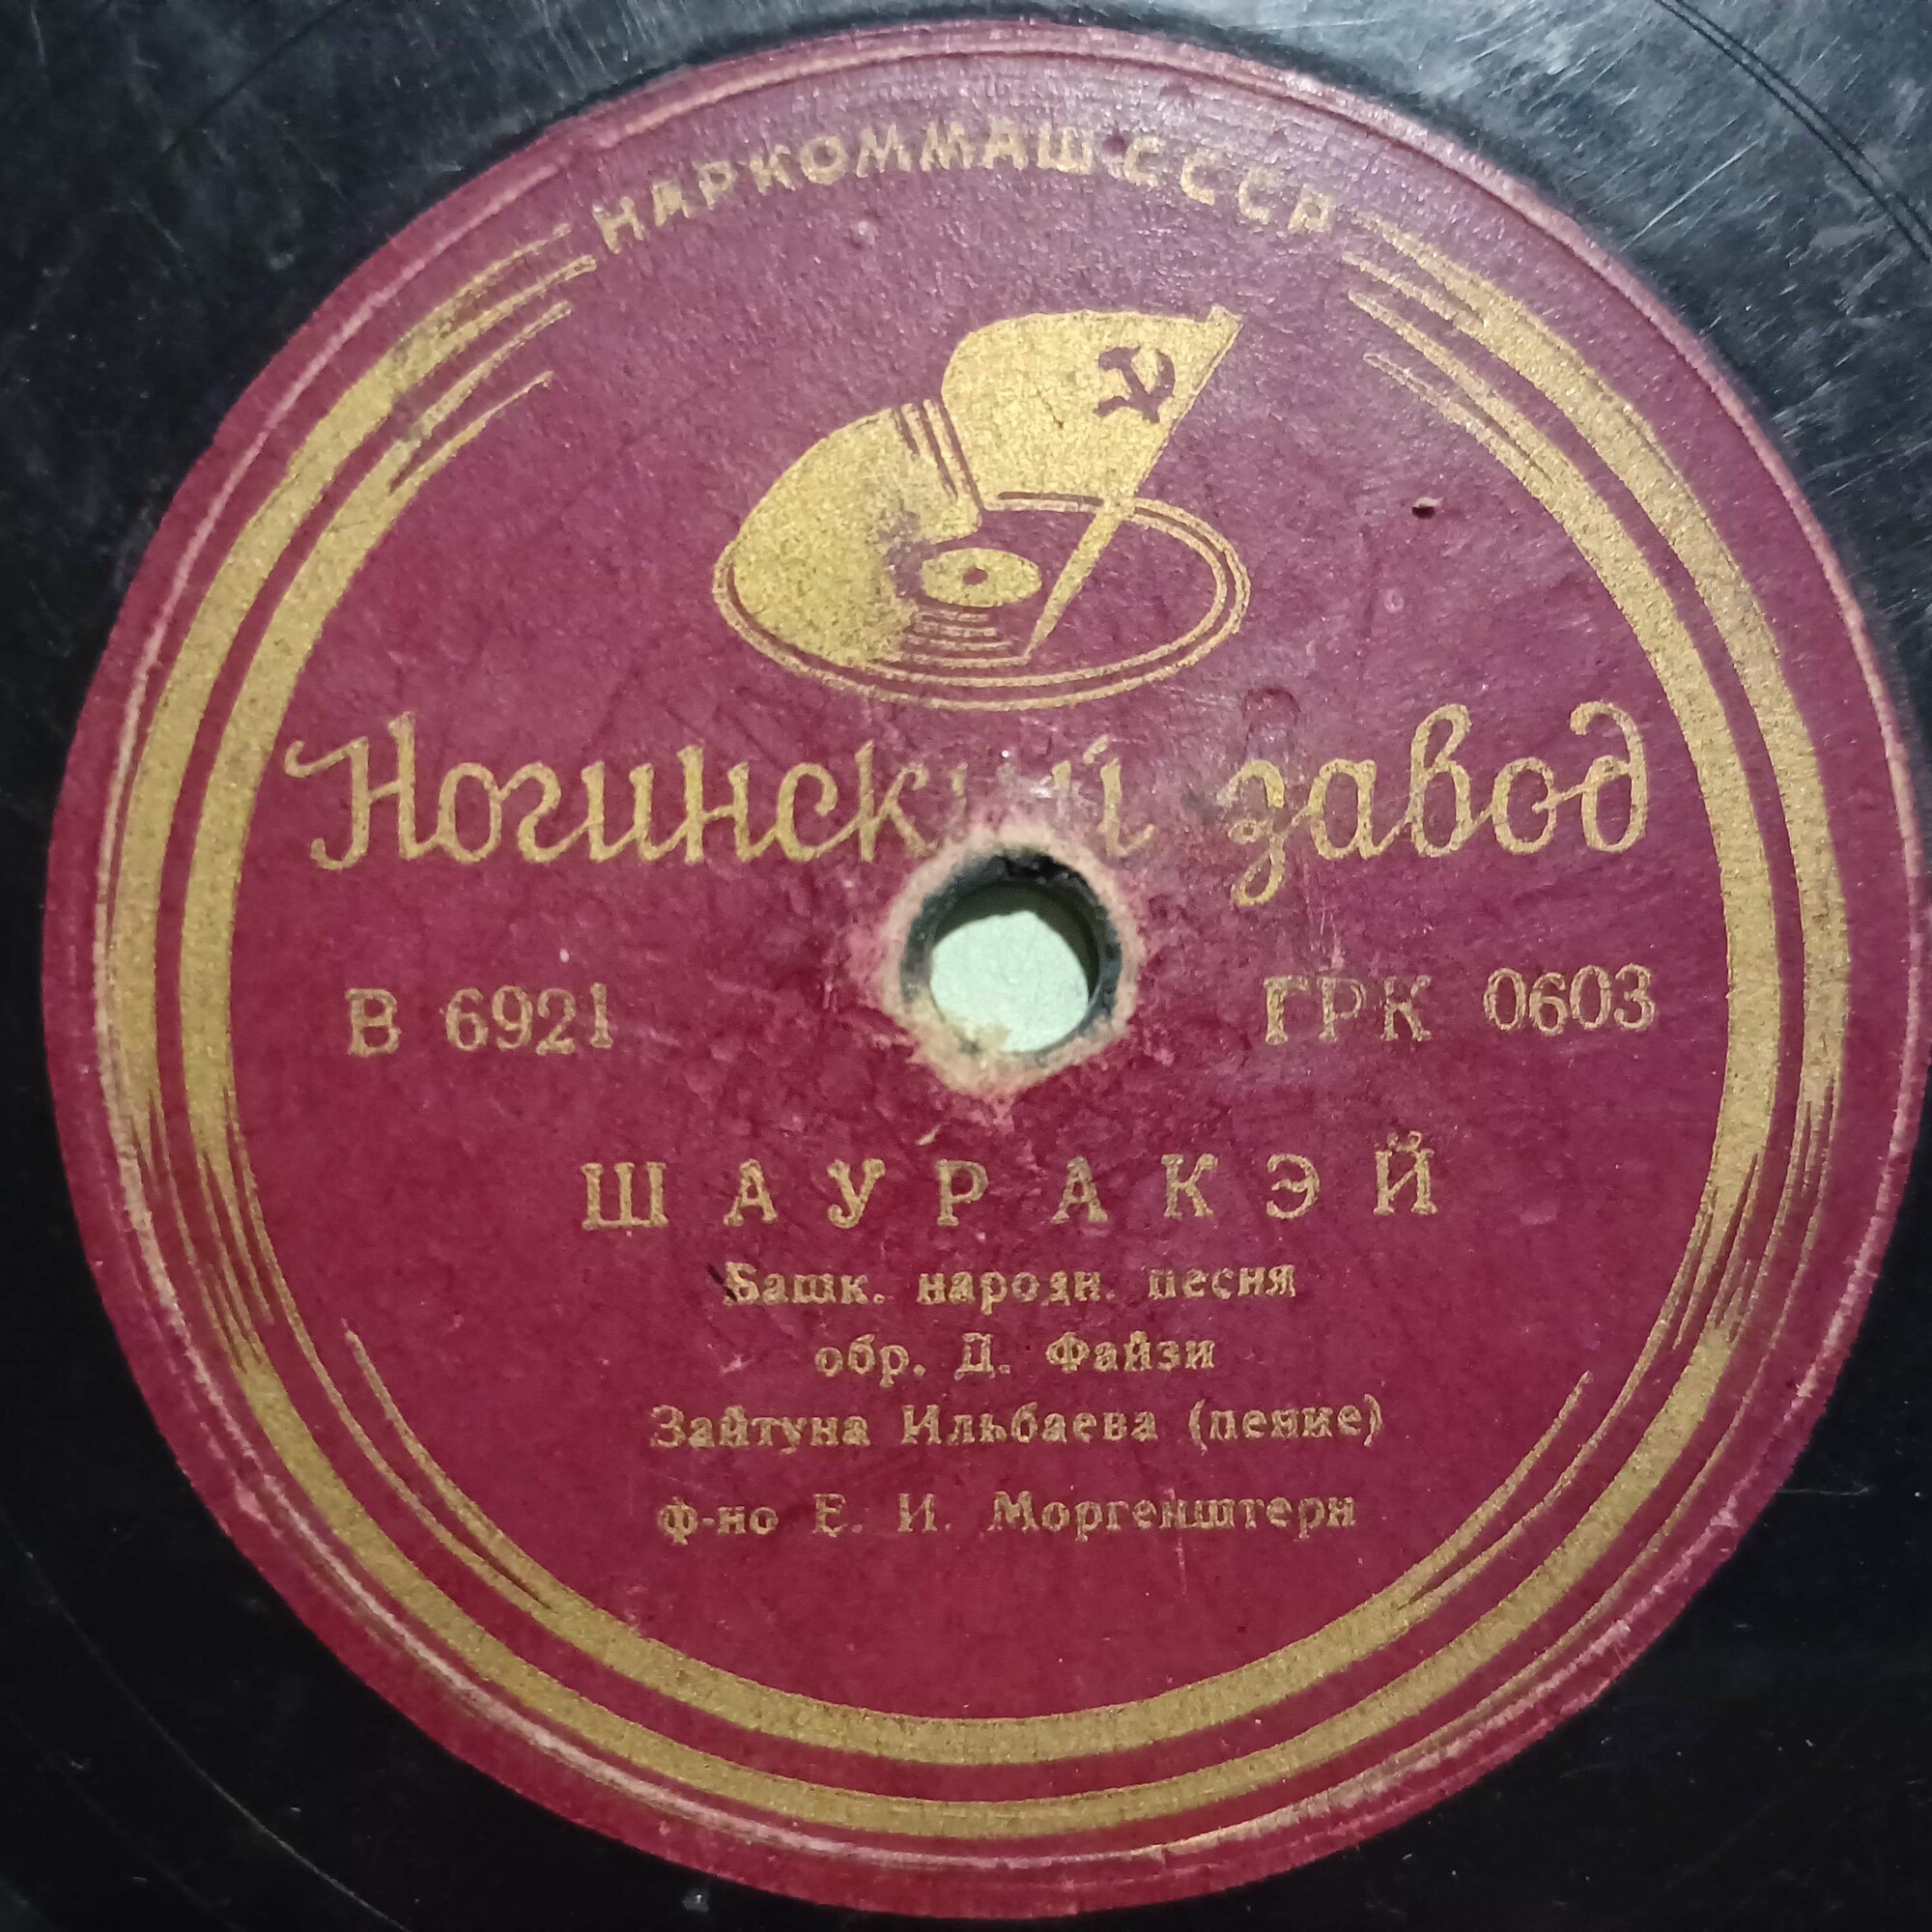 НАРКОММАШ СССР
Ногинский завод
В 6921 ГРК 0603
ШАУРАКЭЙ
Башк. народн. песня
обр. Д. Файзи
Зайтуна Ильбаева (пение)
ф-но Е. И. Моргенштерн